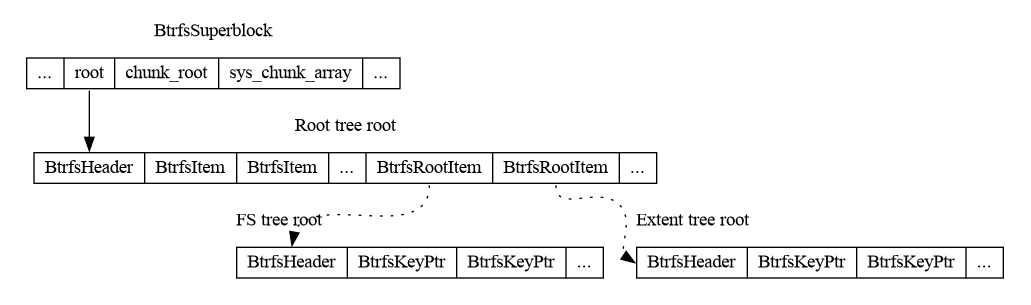 BtrfsSuperblock
... root chunk_root sys_chunk_array ...
Root tree root
BtrfsHeader BtrfsItem BtrfsItem ... BtrfsRootItem BtrfsRootItem ...
FS tree root Extent tree root
BtrfsHeader BtrfsKeyPtr BtrfsKeyPtr ... BtrfsHeader BtrfsKeyPtr BtrfsKeyPtr ...